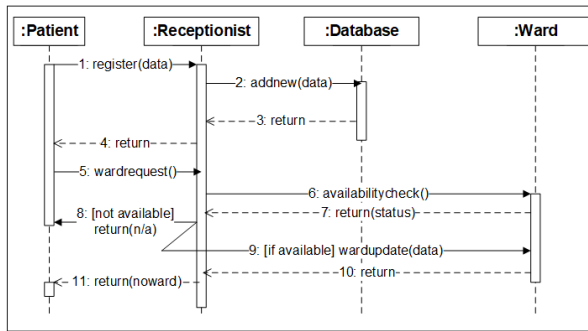 :Patient
:Receptionist
:Database
:Ward
1: register(data)
2: addnew(data)
3: return
4: return
5: wardrequest()
6: availabilitycheck()
7: return(status)
8: [not available]
return(n/a)
9: [if available] wardupdate(data)
10: return
11: return(noward)